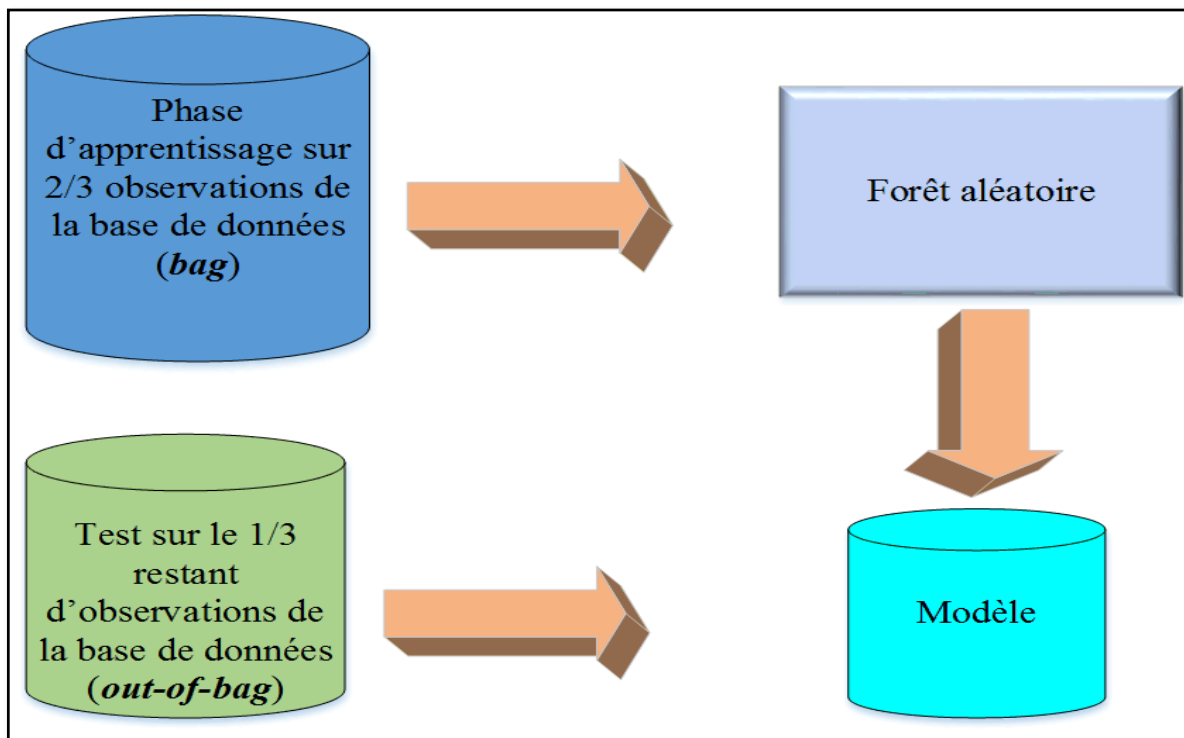 Phase
d’apprentissage sur
2/3 observations de
la base de données
(bag)
Forêt aléatoire
Test sur le 1/3
restant
d’observations de
la base de données
(out-of-bag)
Modèle